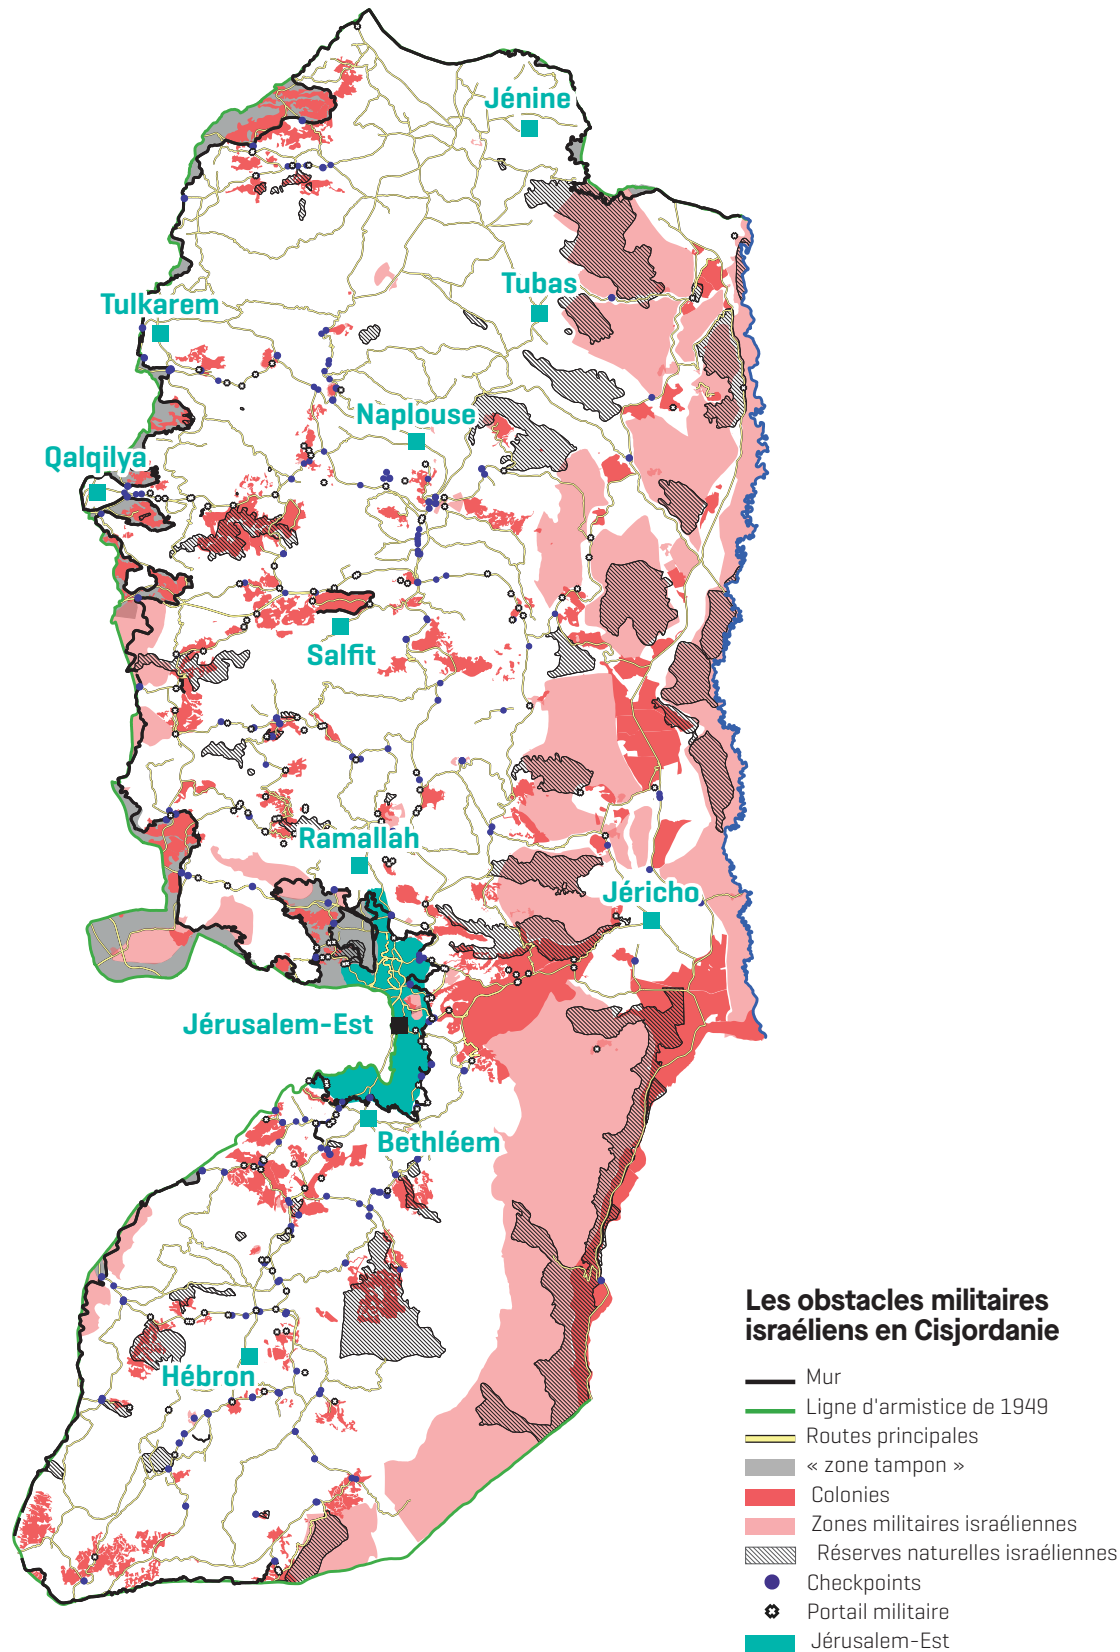 Jénine
Tubas
Tulkarem
Naplouse
Qalqilya
Salfit
Ramallah
Jéricho
Jérusalem-Est
Bethléem
Hébron
Les obstacles militaires
israéliens en Cisjordanie
Mur
Ligne d'armistice de 1949
Routes principales
« zone tampon »
Colonies
Zones militaires israéliennes
Réserves naturelles israéliennes
Checkpoints
Portail militaire
Jérusalem-Est